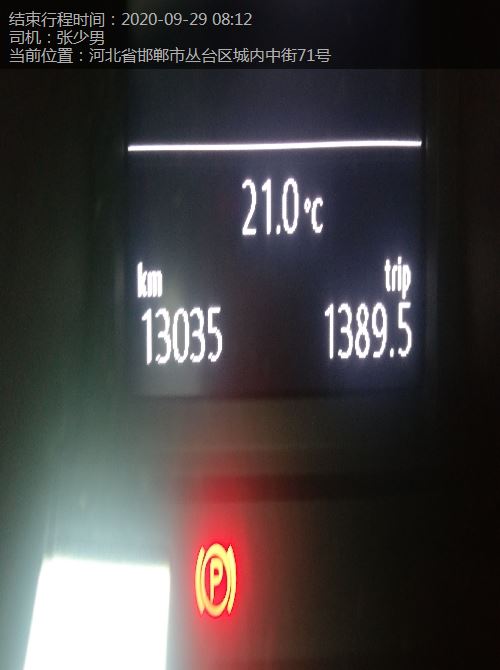 结束行程时间：2020-09-29 08:12
司机：张少男
当前位置：河北省邯郸市丛台区城内中街71号
21.0°C
km trip
13035 1389.5
P